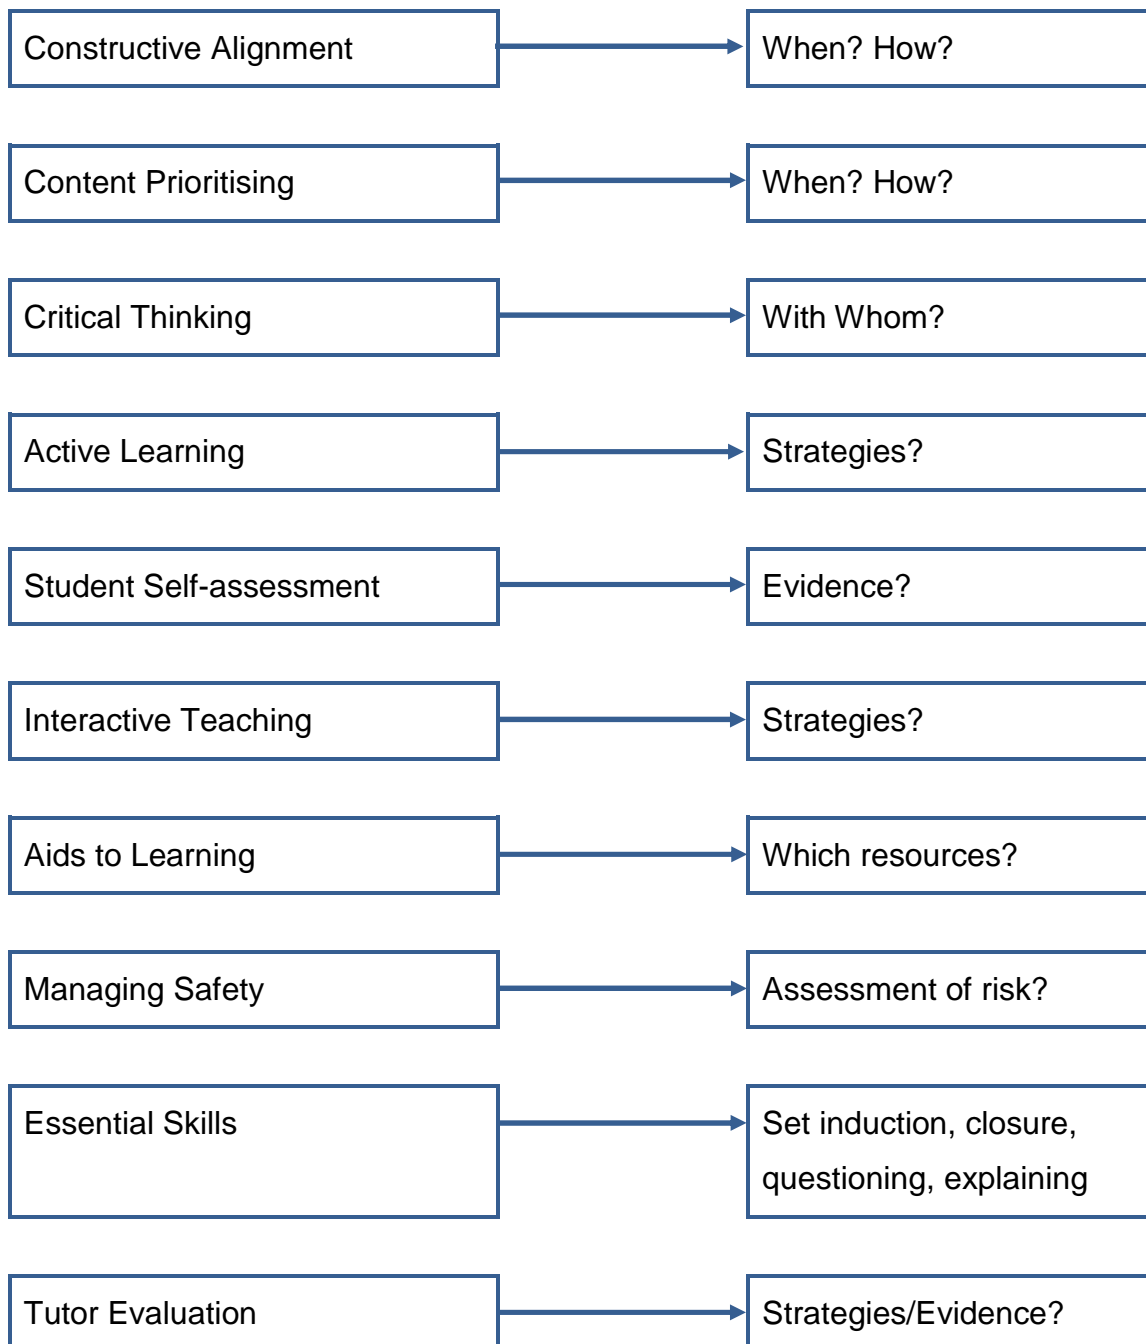 Constructive Alignment
When? How?
Content Prioritising
When? How?
Critical Thinking
With Whom?
Active Learning
Strategies?
Student Self-assessment
Evidence?
Interactive Teaching
Strategies?
Aids to Learning
Which resources?
Managing Safety
Assessment of risk?
Essential Skills
Set induction, closure,
questioning, explaining
Tutor Evaluation
Strategies/Evidence?